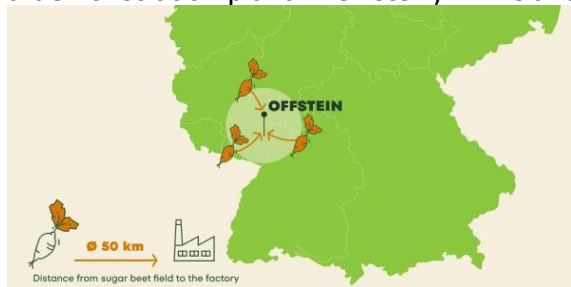 OFFSTEIN
Ø 50 km
Distance from sugar beet field to the factory